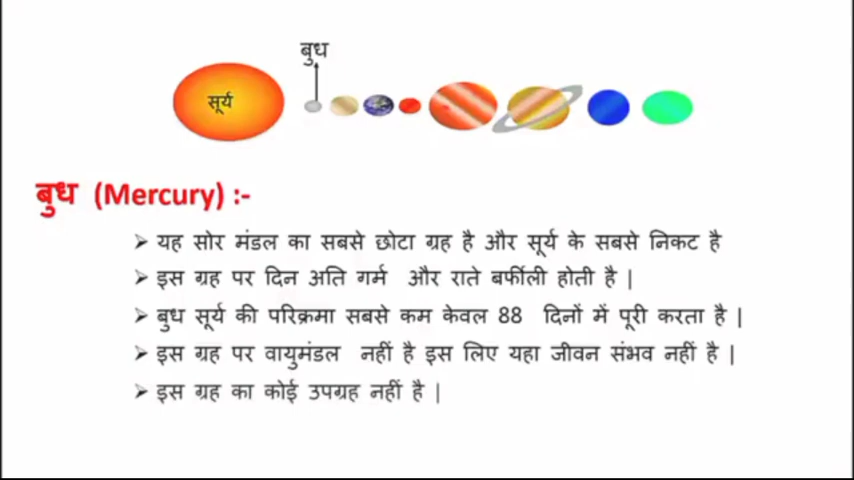 बुध
सूर्य
बुध (Mercury) :-
➢ यह सोर मंडल का सबसे छोटा ग्रह है और सूर्य के सबसे निकट है
➢ इस ग्रह पर दिन अति गर्म और राते बर्फीली होती है |
➢ बुध सूर्य की परिक्रमा सबसे कम केवल 88 दिनों में पूरी करता है |
➢ इस ग्रह पर वायुमंडल नहीं है इस लिए यहा जीवन संभव नहीं है |
➢ इस ग्रह का कोई उपग्रह नहीं है |